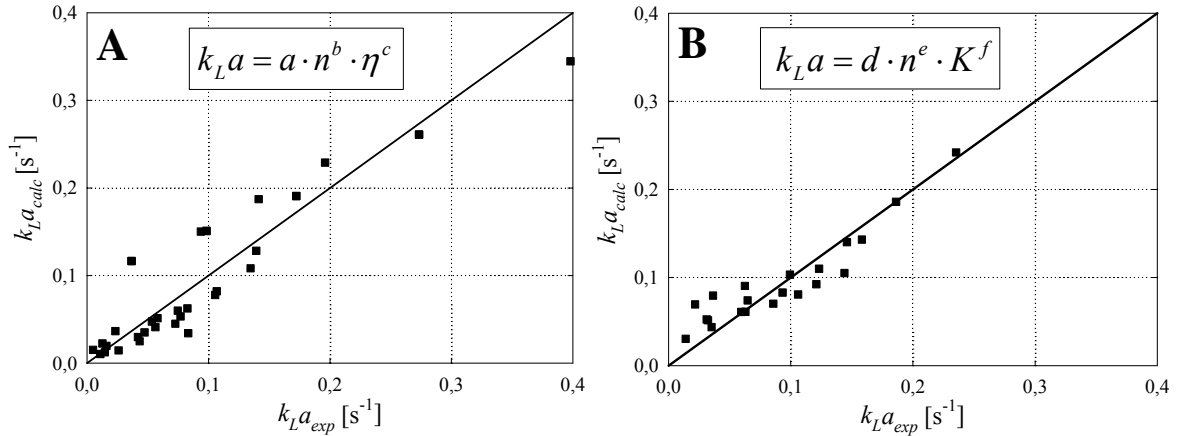 A
k_L a = a · n^b · η^c
0,4
0,3
0,2
0,1
0,0
k_L a_calc [s^-1]
0,0 0,1 0,2 0,3 0,4
k_L a_exp [s^-1]
B
k_L a = d · n^e · K^f
0,4
0,3
0,2
0,1
0,0
k_L a_calc [s^-1]
0,0 0,1 0,2 0,3 0,4
k_L a_exp [s^-1]